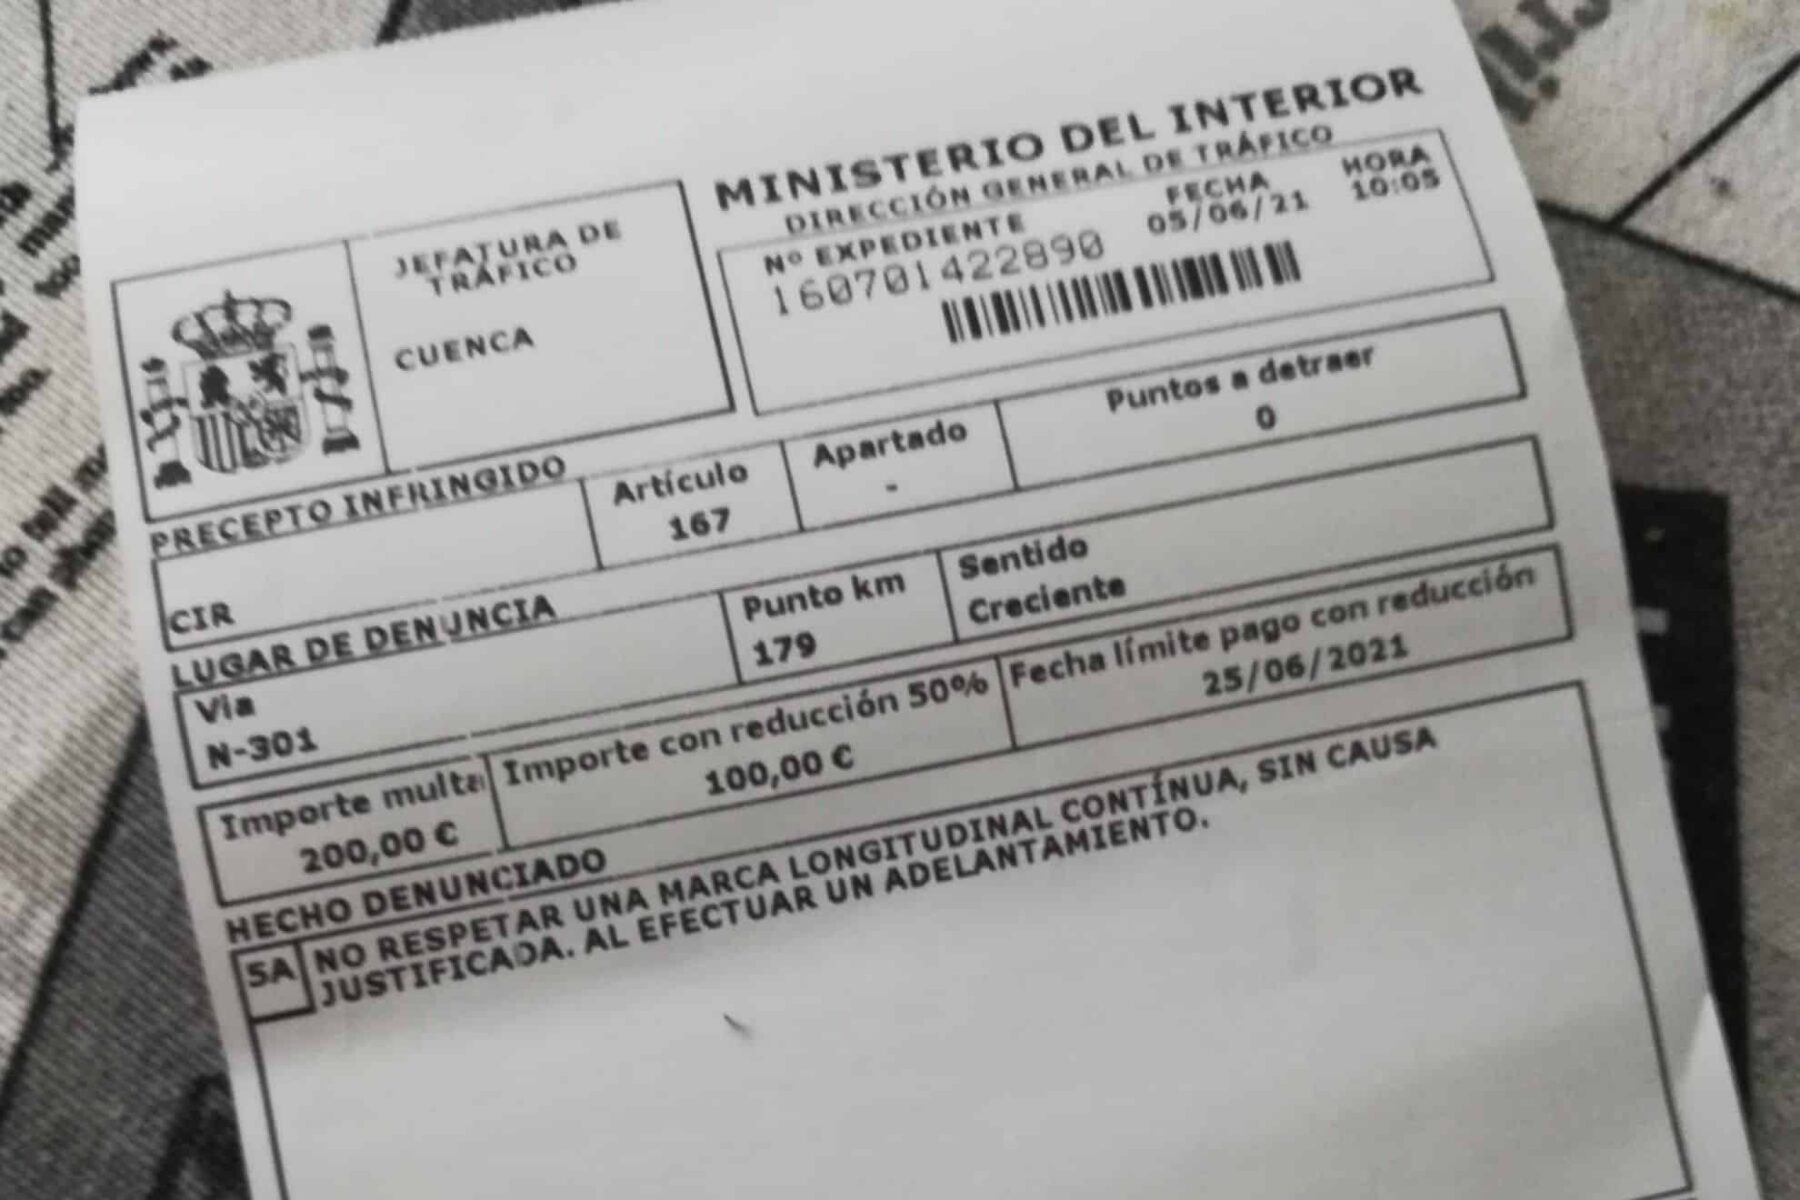 MINISTERIO DEL INTERIOR
DIRECCIÓN GENERAL DE TRÁFICO
JEFATURA DE
TRÁFICO
CUENCA
Nº EXPEDIENTE
160701422890
FECHA
05/06/21
HORA
10:05
PRECEPTO INFRINGIDO
CIR
Artículo
167
Apartado
-
Puntos a detraer
0
LUGAR DE DENUNCIA
Vía
N-301
Punto km
179
Sentido
Creciente
Importe multa
200,00 €
Importe con reducción 50%
100,00 €
Fecha límite pago con reducción
25/06/2021
HECHO DENUNCIADO
5A
NO RESPETAR UNA MARCA LONGITUDINAL CONTÍNUA, SIN CAUSA
JUSTIFICADA. AL EFECTUAR UN ADELANTAMIENTO.
to tell
can